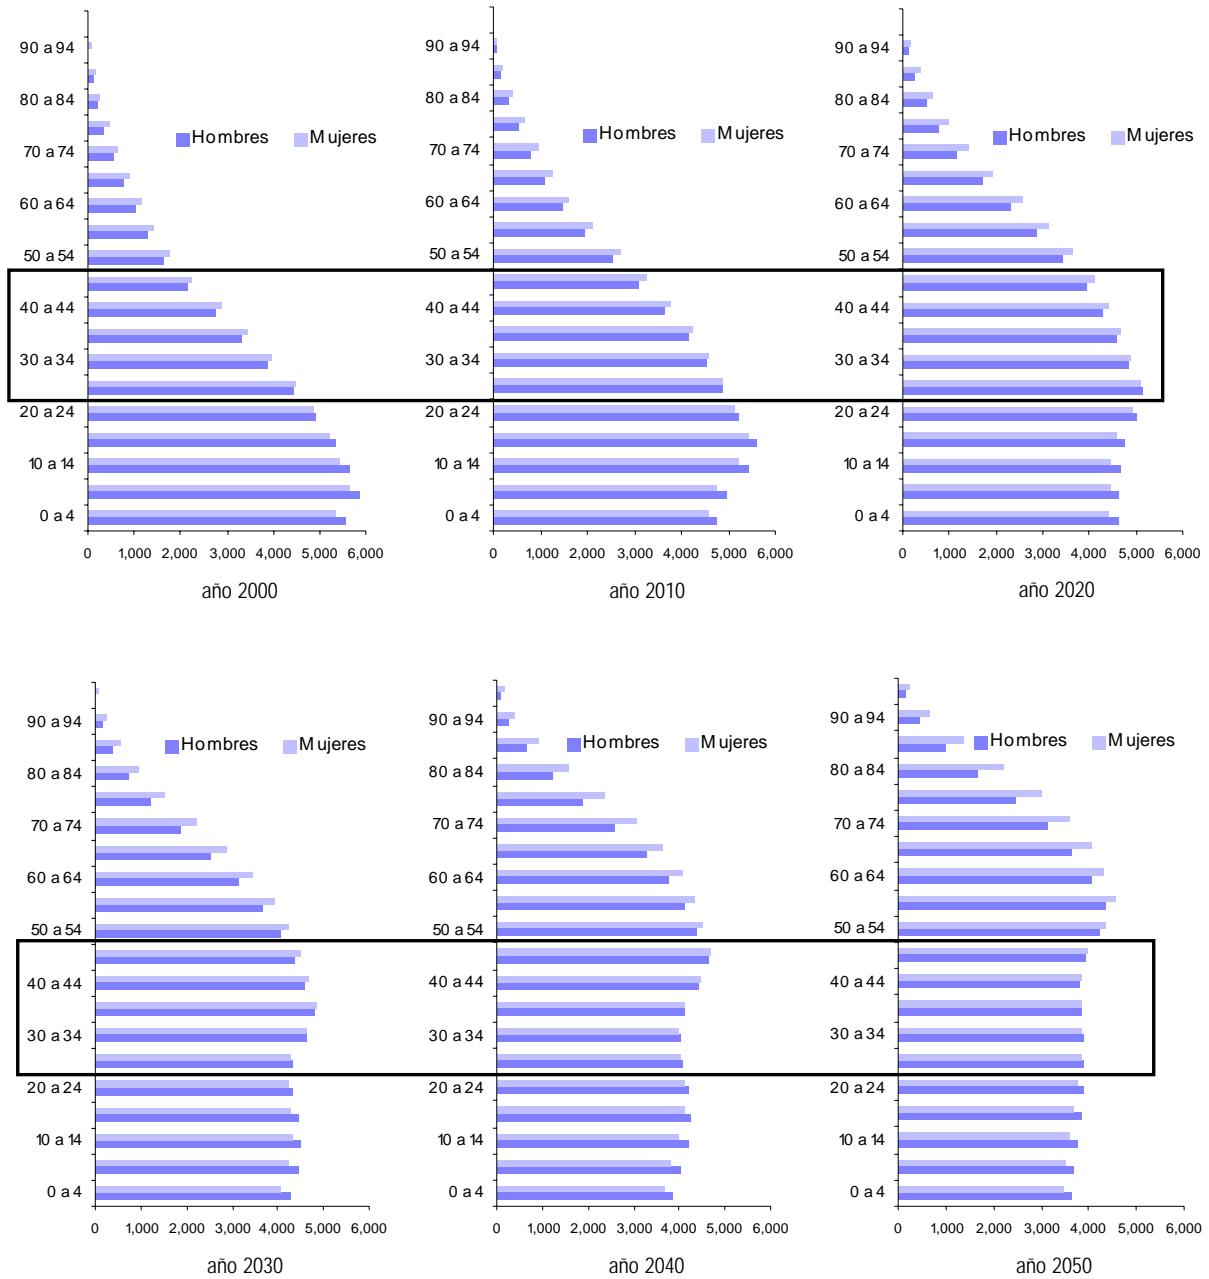 90 a 94
80 a 84
Hombres Mujeres
70 a 74
60 a 64
50 a 54
40 a 44
30 a 34
20 a 24
10 a 14
0 a 4
0 1,000 2,000 3,000 4,000 5,000 6,000
año 2000
90 a 94
80 a 84
Hombres Mujeres
70 a 74
60 a 64
50 a 54
40 a 44
30 a 34
20 a 24
10 a 14
0 a 4
0 1,000 2,000 3,000 4,000 5,000 6,000
año 2010
90 a 94
80 a 84
Hombres Mujeres
70 a 74
60 a 64
50 a 54
40 a 44
30 a 34
20 a 24
10 a 14
0 a 4
0 1,000 2,000 3,000 4,000 5,000 6,000
año 2020
90 a 94
Hombres Mujeres
80 a 84
70 a 74
60 a 64
50 a 54
40 a 44
30 a 34
20 a 24
10 a 14
0 a 4
0 1,000 2,000 3,000 4,000 5,000 6,000
año 2030
90 a 94
Hombres Mujeres
80 a 84
70 a 74
60 a 64
50 a 54
40 a 44
30 a 34
20 a 24
10 a 14
0 a 4
0 1,000 2,000 3,000 4,000 5,000 6,000
año 2040
90 a 94
Hombres Mujeres
80 a 84
70 a 74
60 a 64
50 a 54
40 a 44
30 a 34
20 a 24
10 a 14
0 a 4
0 1,000 2,000 3,000 4,000 5,000 6,000
año 2050